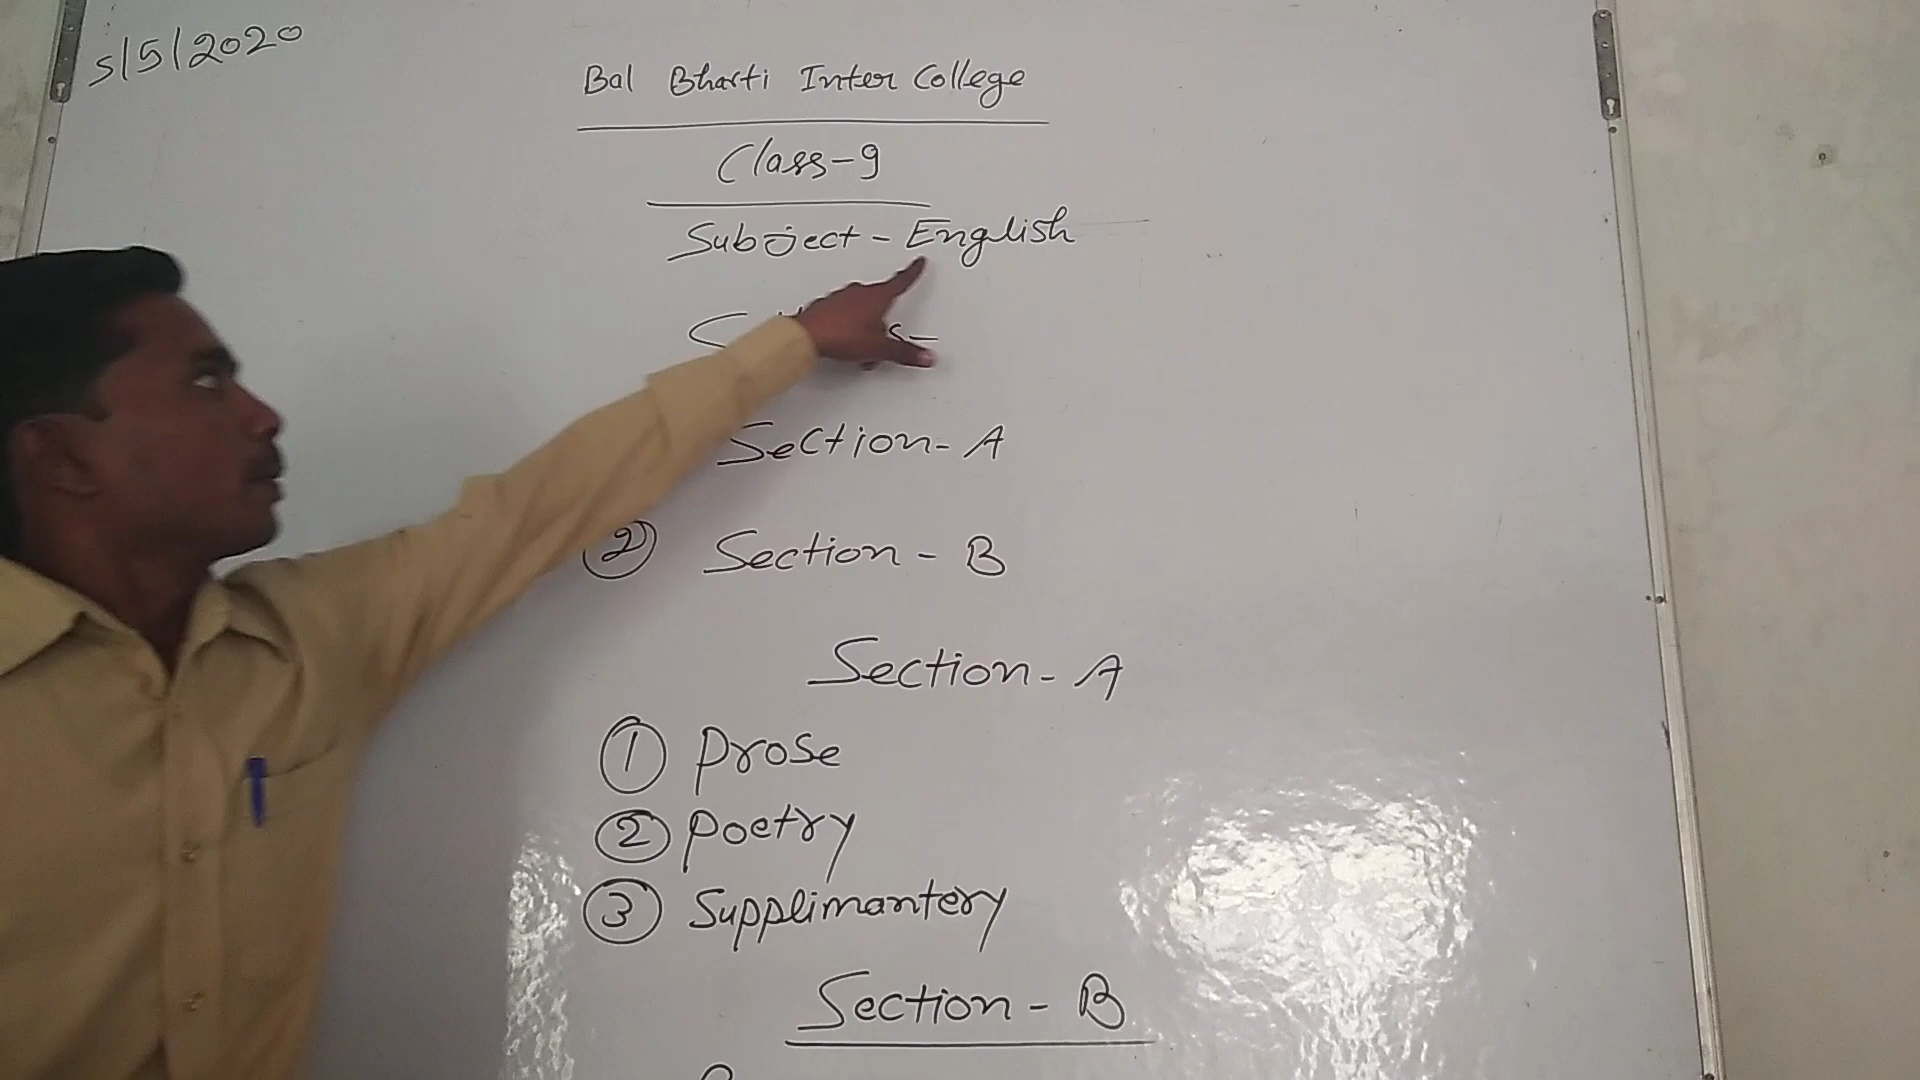 5/5/2020
Bal Bharti Inter College
Class-9
Subject - English
Section - A
② Section - B
Section - A
① Prose
② Poetry
③ Supplimantery
Section - B